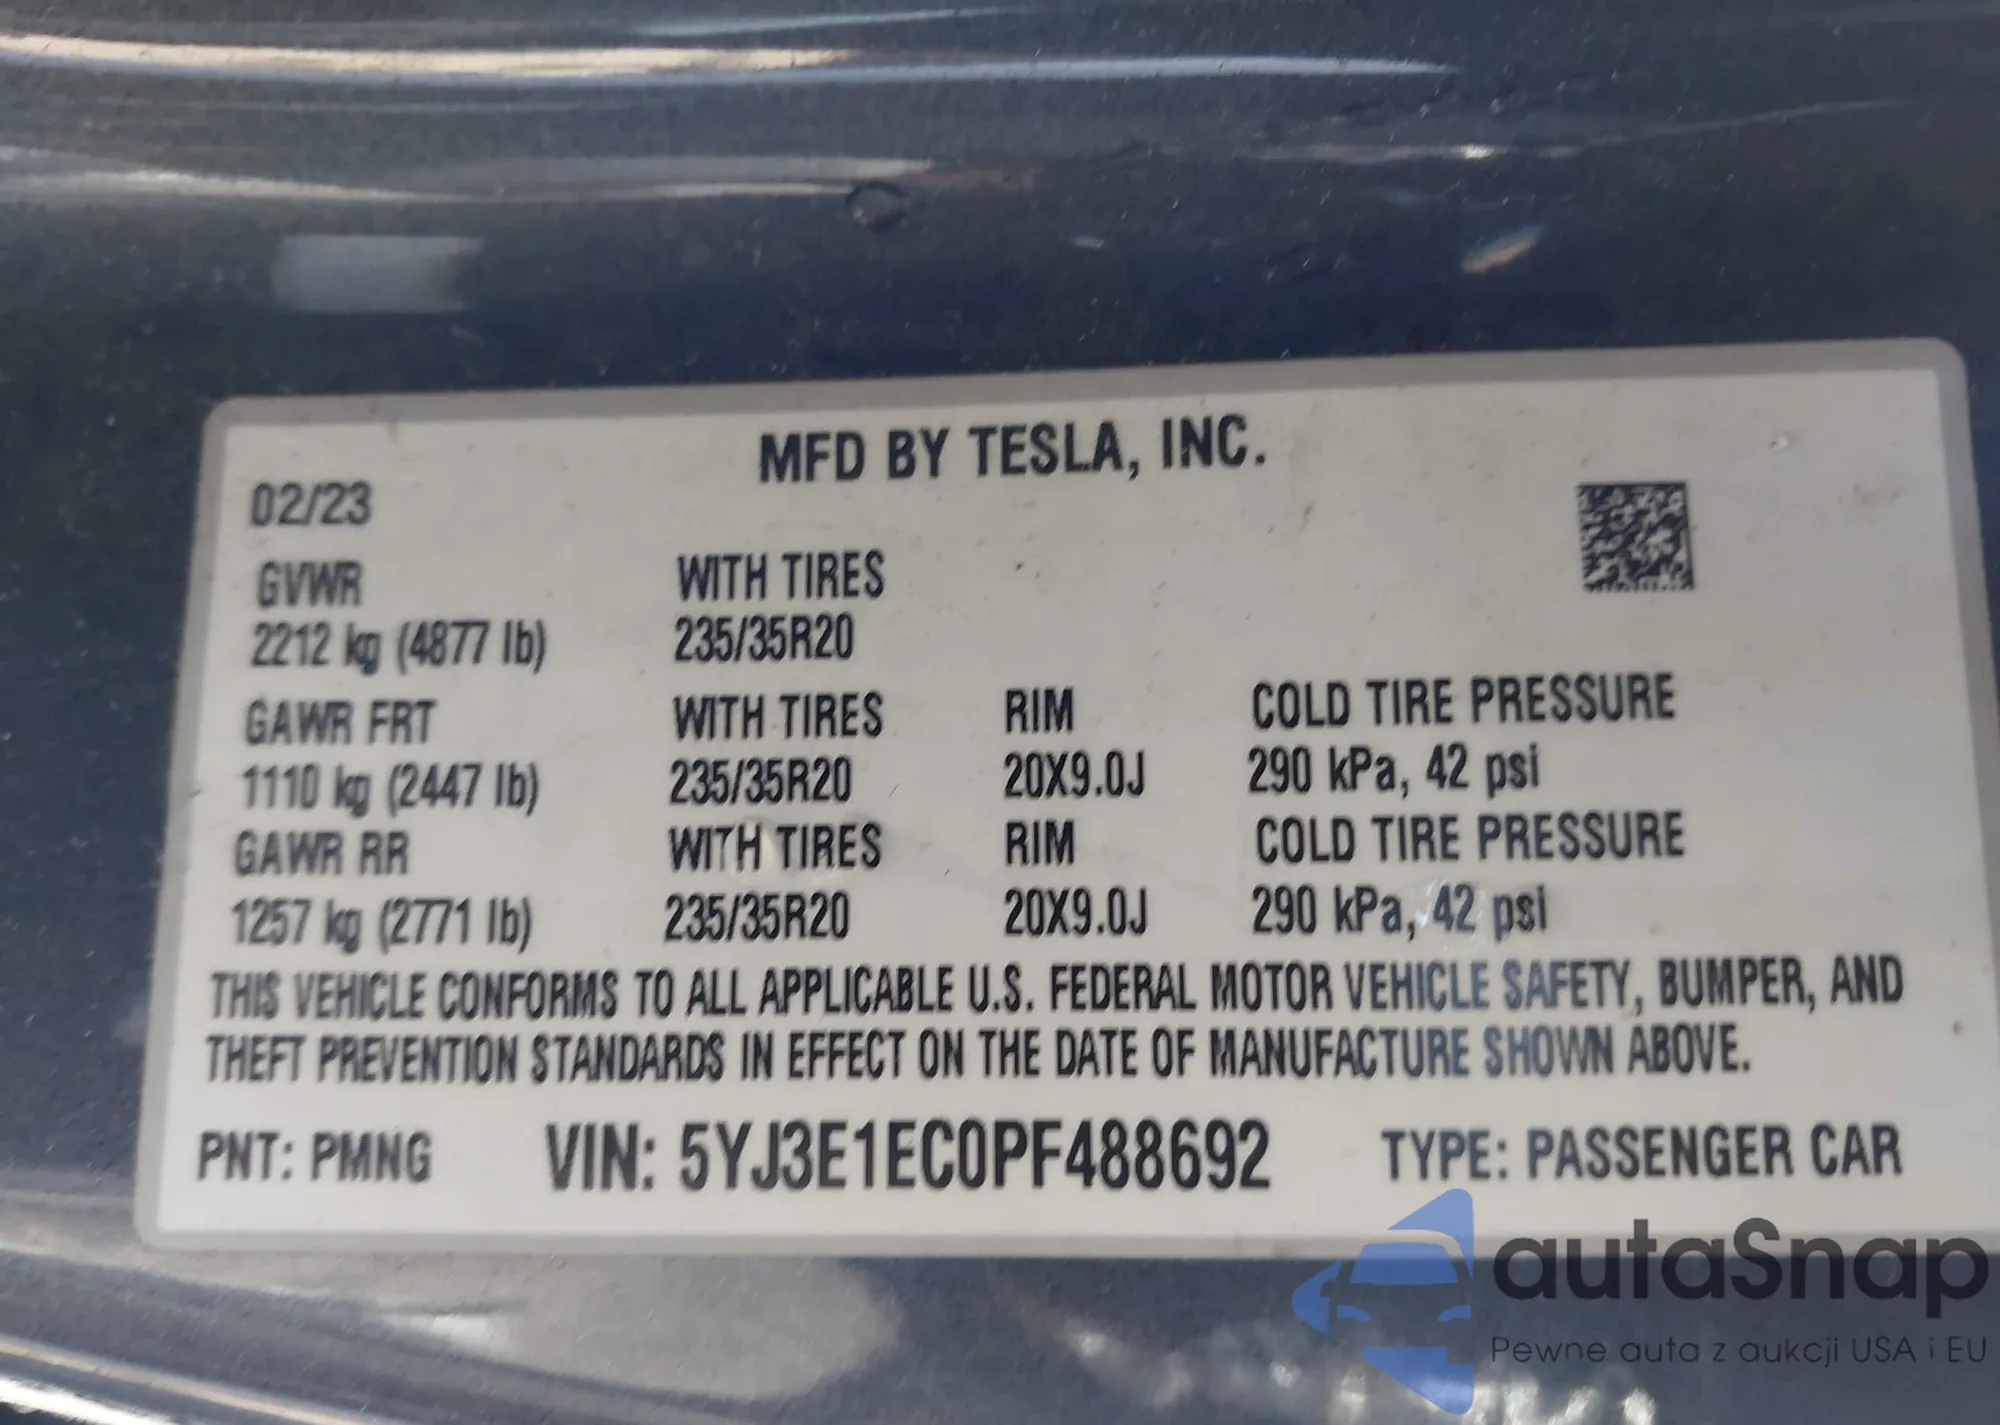 MFD BY TESLA, INC.
02/23
GVWR WITH TIRES
2212 kg (4877 lb) 235/35R20
GAWR FRT WITH TIRES RIM COLD TIRE PRESSURE
1110 kg (2447 lb) 235/35R20 20X9.0J 290 kPa, 42 psi
GAWR RR WITH TIRES RIM COLD TIRE PRESSURE
1257 kg (2771 lb) 235/35R20 20X9.0J 290 kPa, 42 psi
THIS VEHICLE CONFORMS TO ALL APPLICABLE U.S. FEDERAL MOTOR VEHICLE SAFETY, BUMPER, AND
THEFT PREVENTION STANDARDS IN EFFECT ON THE DATE OF MANUFACTURE SHOWN ABOVE.
PNT: PMNG VIN: 5YJ3E1EC0PF488692 TYPE: PASSENGER CAR
autaSnap
Pewne auta z aukcji USA i EU